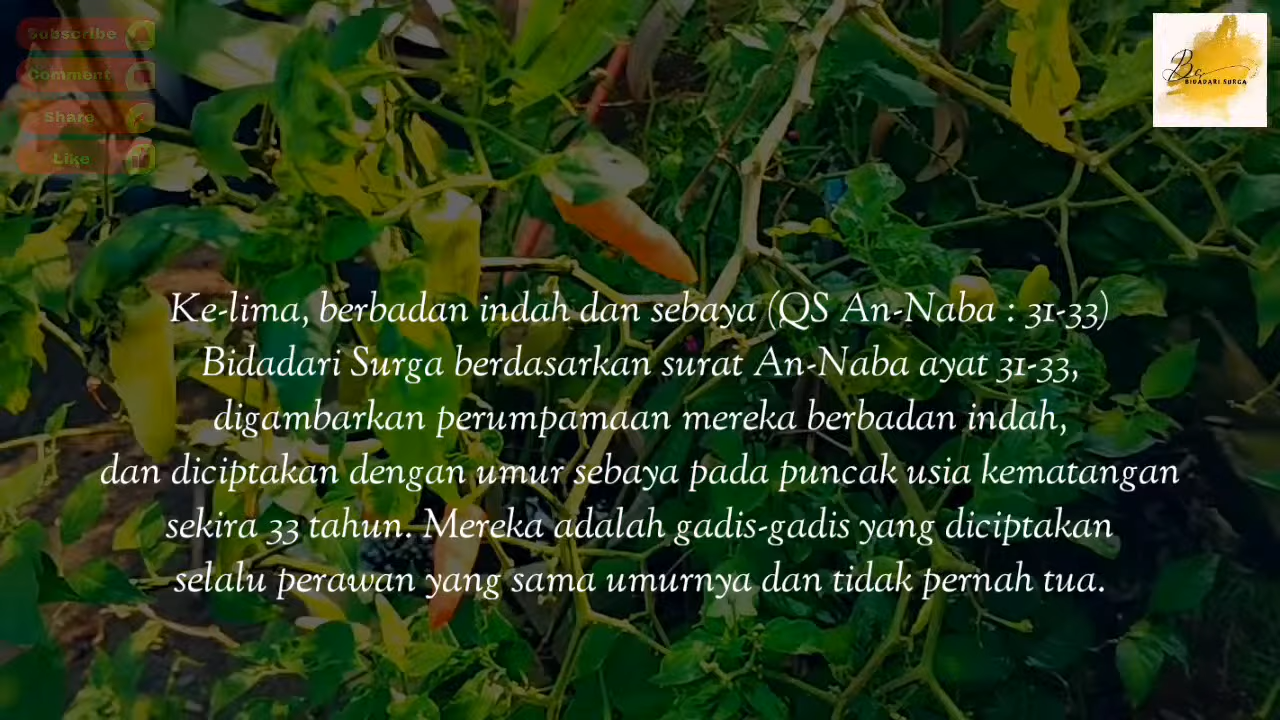 Subscribe
Comment
Share
Like
BIDADARI SURGA
Ke-lima, berbadan indah dan sebaya (QS An-Naba : 31-33)
Bidadari Surga berdasarkan surat An-Naba ayat 31-33,
digambarkan perumpamaan mereka berbadan indah,
dan diciptakan dengan umur sebaya pada puncak usia kematangan
sekira 33 tahun. Mereka adalah gadis-gadis yang diciptakan
selalu perawan yang sama umurnya dan tidak pernah tua.